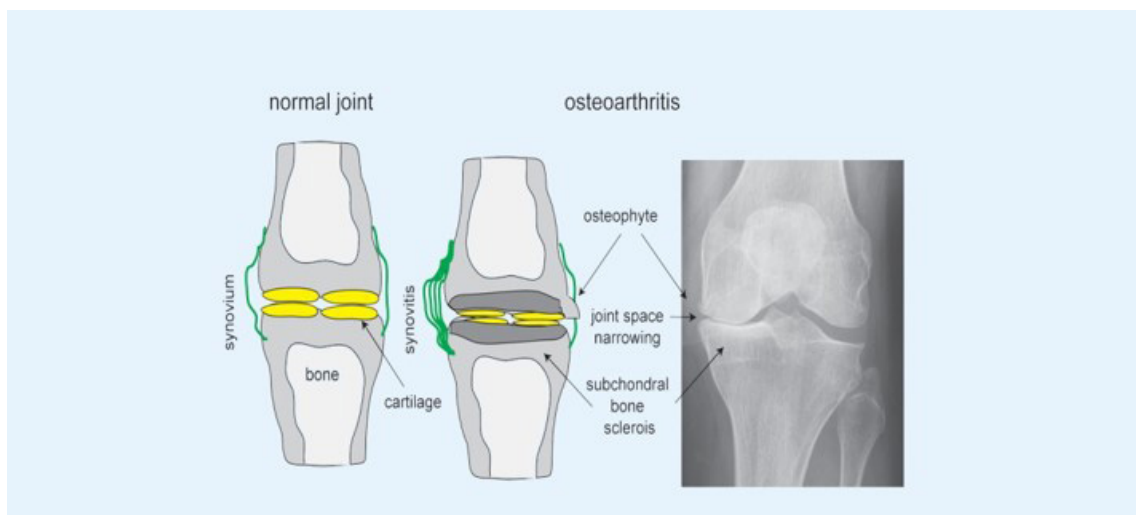 normal joint
osteoarthritis
osteophyte
synovium
synovitis
joint space
narrowing
bone
cartilage
subchondral
bone
sclerois